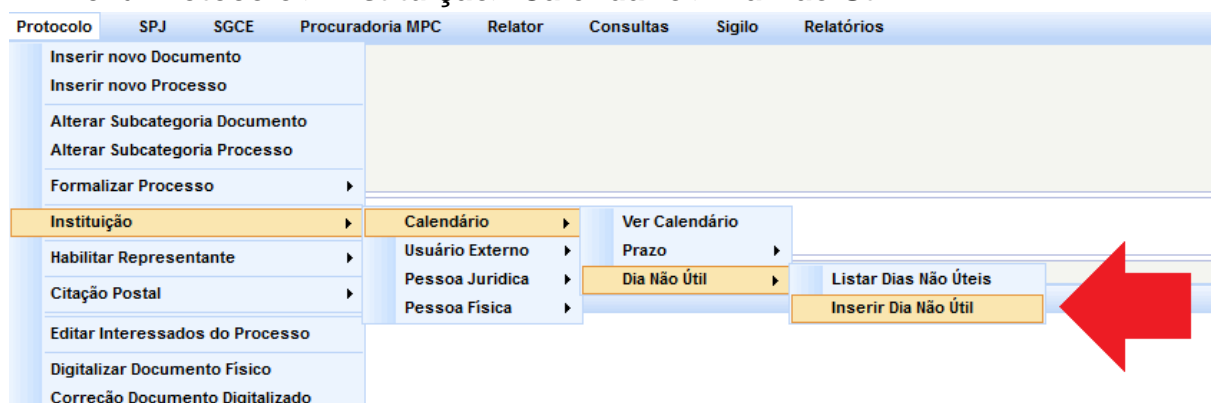 Protocolo SPJ SGCE Procuradoria MPC Relator Consultas Sigilo Relatórios
Inserir novo Documento
Inserir novo Processo
Alterar Subcategoria Documento
Alterar Subcategoria Processo
Formalizar Processo
Instituição
Habilitar Representante
Citação Postal
Editar Interessados do Processo
Digitalizar Documento Físico
Correção Documento Digitalizado
Calendário
Usuário Externo
Pessoa Juridica
Pessoa Física
Ver Calendário
Prazo
Dia Não Útil
Listar Dias Não Úteis
Inserir Dia Não Útil